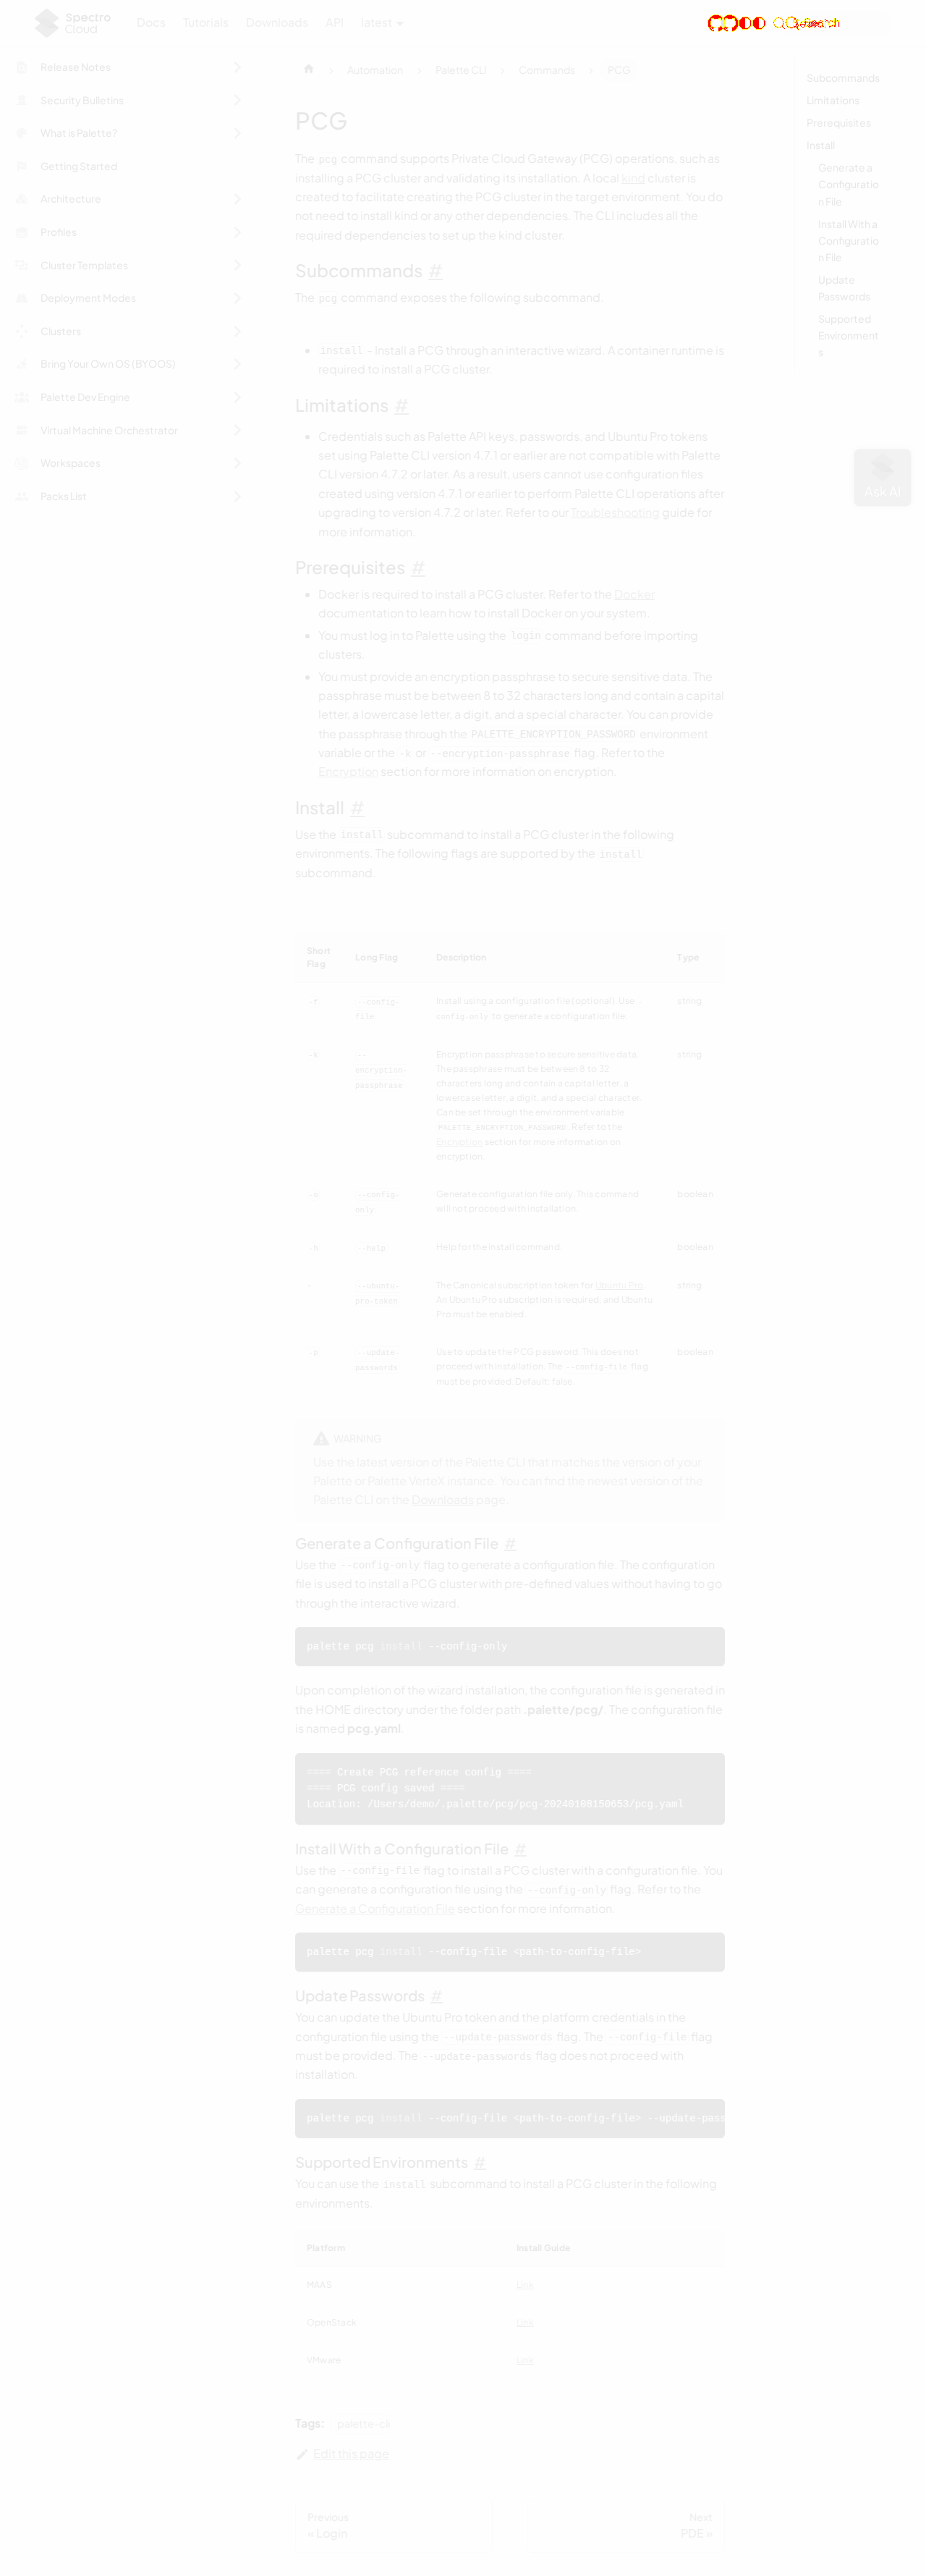 Spectro Cloud
Docs Tutorials Downloads API latest
Search
Release Notes
Security Bulletins
What is Palette?
Getting Started
Architecture
Profiles
Cluster Templates
Deployment Modes
Clusters
Bring Your Own OS (BYOOS)
Palette Dev Engine
Virtual Machine Orchestrator
Workspaces
Packs List
Automation > Palette CLI > Commands > PCG
PCG
The pcg command supports Private Cloud Gateway (PCG) operations, such as
installing a PCG cluster and validating its installation. A local kind cluster is
created to facilitate creating the PCG cluster in the target environment. You do
not need to install kind or any other dependencies. The CLI includes all the
required dependencies to set up the kind cluster.
Subcommands #
The pcg command exposes the following subcommand.
install - Install a PCG through an interactive wizard. A container runtime is
required to install a PCG cluster.
Limitations #
Credentials such as Palette API keys, passwords, and Ubuntu Pro tokens
set using Palette CLI version 4.7.1 or earlier are not compatible with Palette
CLI version 4.7.2 or later. As a result, users cannot use configuration files
created using version 4.7.1 or earlier to perform Palette CLI operations after
upgrading to version 4.7.2 or later. Refer to our Troubleshooting guide for
more information.
Prerequisites #
Docker is required to install a PCG cluster. Refer to the Docker
documentation to learn how to install Docker on your system.
You must log in to Palette using the login command before importing
clusters.
You must provide an encryption passphrase to secure sensitive data. The
passphrase must be between 8 to 32 characters long and contain a capital
letter, a lowercase letter, a digit, and a special character. You can provide
the passphrase through the PALETTE_ENCRYPTION_PASSWORD environment
variable or the -k or --encryption-passphrase flag. Refer to the
Encryption section for more information on encryption.
Install #
Use the install subcommand to install a PCG cluster in the following
environments. The following flags are supported by the install
subcommand.
Short Flag Long Flag Description Type
-f --config-file Install using a configuration file (optional). Use --config-only to generate a configuration file. string
-k --encryption-passphrase Encryption passphrase to secure sensitive data. The passphrase must be between 8 to 32 characters long and contain a capital letter, a lowercase letter, a digit, and a special character. Can be set through the environment variable PALETTE_ENCRYPTION_PASSWORD. Refer to the Encryption section for more information on encryption. string
-o --config-only Generate configuration file only. This command will not proceed with installation. boolean
-h --help Help for the install command. boolean
- --ubuntu-pro-token The Canonical subscription token for Ubuntu Pro. An Ubuntu Pro subscription is required, and Ubuntu Pro must be enabled. string
-p --update-passwords Use to update the PCG password. This does not proceed with installation. The --config-file flag must be provided. Default: false. boolean
WARNING
Use the latest version of the Palette CLI that matches the version of your
Palette or Palette VerteX instance. You can find the newest version of the
Palette CLI on the Downloads page.
Generate a Configuration File #
Use the --config-only flag to generate a configuration file. The configuration
file is used to install a PCG cluster with pre-defined values without having to go
through the interactive wizard.
palette pcg install --config-only
Upon completion of the wizard installation, the configuration file is generated in
the HOME directory under the folder path .palette/pcg/. The configuration file
is named pcg.yaml.
==== Create PCG reference config ====
==== PCG config saved ====
Location: /Users/demo/.palette/pcg/pcg-20240108150653/pcg.yaml
Install With a Configuration File #
Use the --config-file flag to install a PCG cluster with a configuration file. You
can generate a configuration file using the --config-only flag. Refer to the
Generate a Configuration File section for more information.
palette pcg install --config-file <path-to-config-file>
Update Passwords #
You can update the Ubuntu Pro token and the platform credentials in the
configuration file using the --update-passwords flag. The --config-file flag
must be provided. The --update-passwords flag does not proceed with
installation.
palette pcg install --config-file <path-to-config-file> --update-pass
Supported Environments #
You can use the install subcommand to install a PCG cluster in the following
environments.
Platform Install Guide
MAAS Link
OpenStack Link
VMware Link
Tags: palette-cli
Edit this page
Previous
« Login
Next
PDE »
Subcommands
Limitations
Prerequisites
Install
Generate a
Configuratio
n File
Install With a
Configuratio
n File
Update
Passwords
Supported
Environment
s
Ask AI